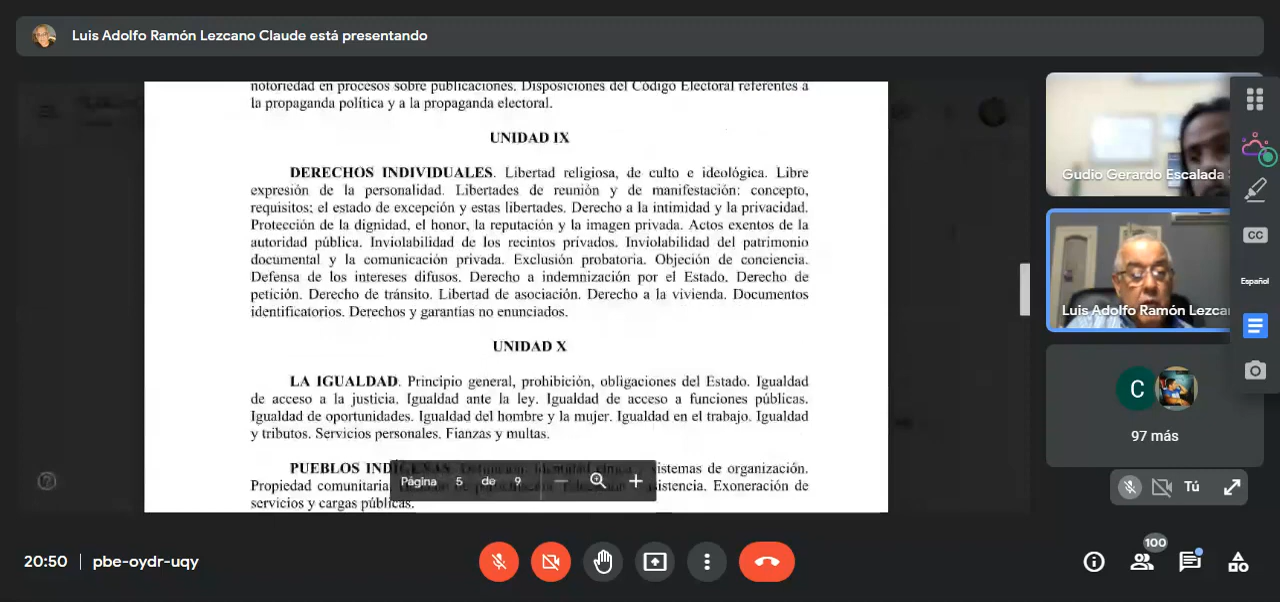 Luis Adolfo Ramón Lezcano Claude está presentando
notoriedad en procesos sobre publicaciones. Disposiciones del Código Electoral referentes a
la propaganda política y a la propaganda electoral.
UNIDAD IX
DERECHOS INDIVIDUALES. Libertad religiosa, de culto e ideológica. Libre
expresión de la personalidad. Libertades de reunión y de manifestación: concepto,
requisitos; el estado de excepción y estas libertades. Derecho a la intimidad y la privacidad.
Protección de la dignidad, el honor, la reputación y la imagen privada. Actos exentos de la
autoridad pública. Inviolabilidad de los recintos privados. Inviolabilidad del patrimonio
documental y la comunicación privada. Exclusión probatoria. Objeción de conciencia.
Defensa de los intereses difusos. Derecho a indemnización por el Estado. Derecho de
petición. Derecho de tránsito. Libertad de asociación. Derecho a la vivienda. Documentos
identificatorios. Derechos y garantías no enunciados.
UNIDAD X
LA IGUALDAD. Principio general, prohibición, obligaciones del Estado. Igualdad
de acceso a la justicia. Igualdad ante la ley. Igualdad de acceso a funciones públicas.
Igualdad de oportunidades. Igualdad del hombre y la mujer. Igualdad en el trabajo. Igualdad
y tributos. Servicios personales. Fianzas y multas.
PUEBLOS INDÍGENAS. sistemas de organización.
Propiedad comunitaria. Exoneración de
servicios y cargas públicas.
Página 5 de 9
Gudio Gerardo Escalada
Luis Adolfo Ramón Lezca
C
97 más
Tú
CC
Español
20:50 | pbe-oydr-uqy
100